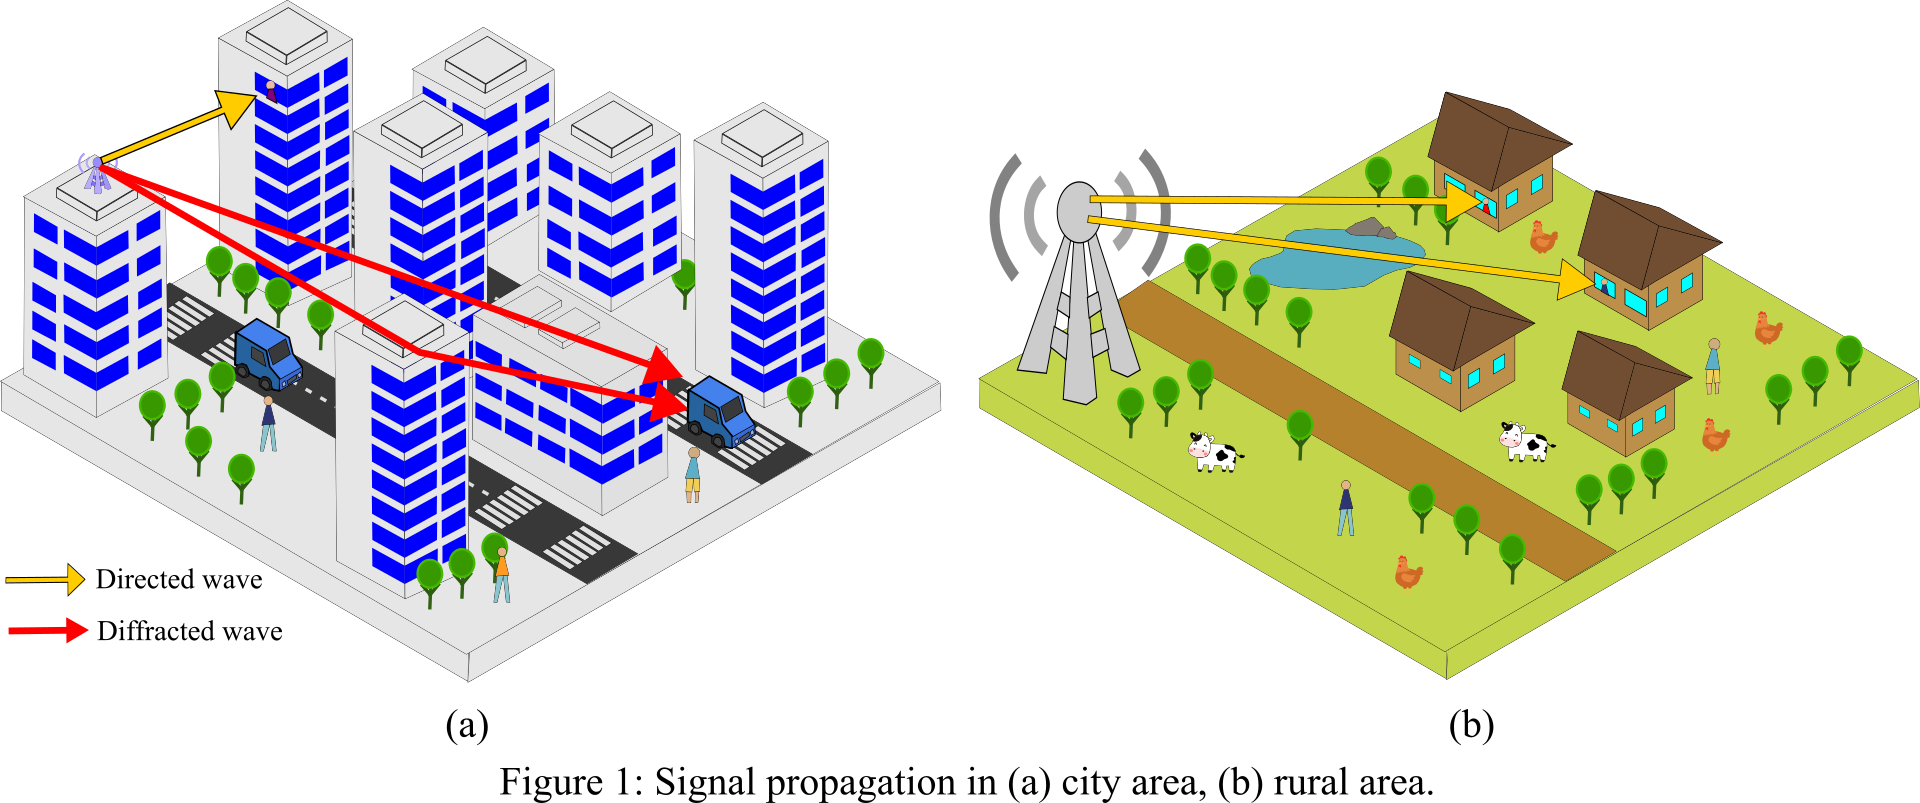 Directed wave
Diffracted wave
(a)
(b)
Figure 1: Signal propagation in (a) city area, (b) rural area.